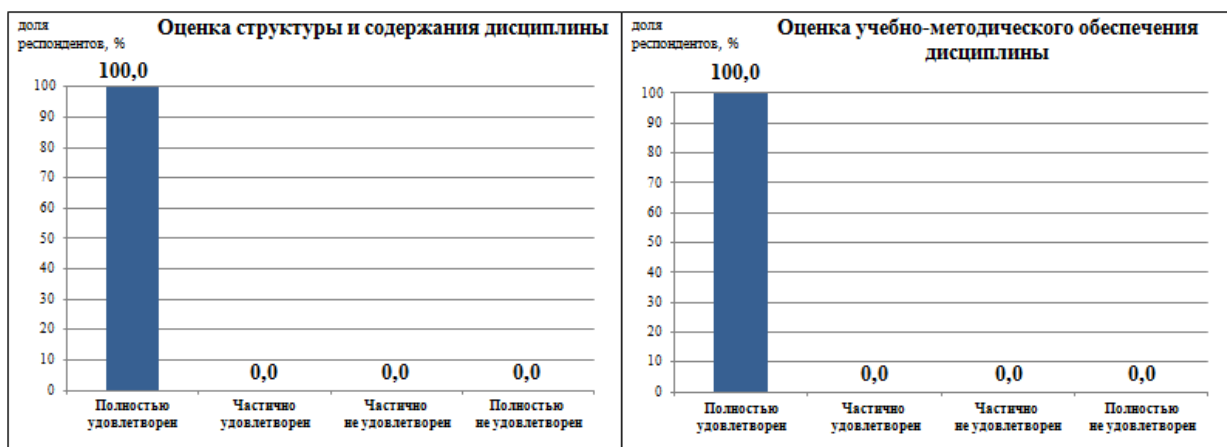 доля
респондентов, %
Оценка структуры и содержания дисциплины
100,0
100
90
80
70
60
50
40
30
20
10
0
0,0
0,0
0,0
Полностью
удовлетворен
Частично
удовлетворен
Частично
не удовлетворен
Полностью
не удовлетворен
доля
респондентов, %
Оценка учебно-методического обеспечения
дисциплины
100,0
100
90
80
70
60
50
40
30
20
10
0
0,0
0,0
0,0
Полностью
удовлетворен
Частично
удовлетворен
Частично
не удовлетворен
Полностью
не удовлетворен